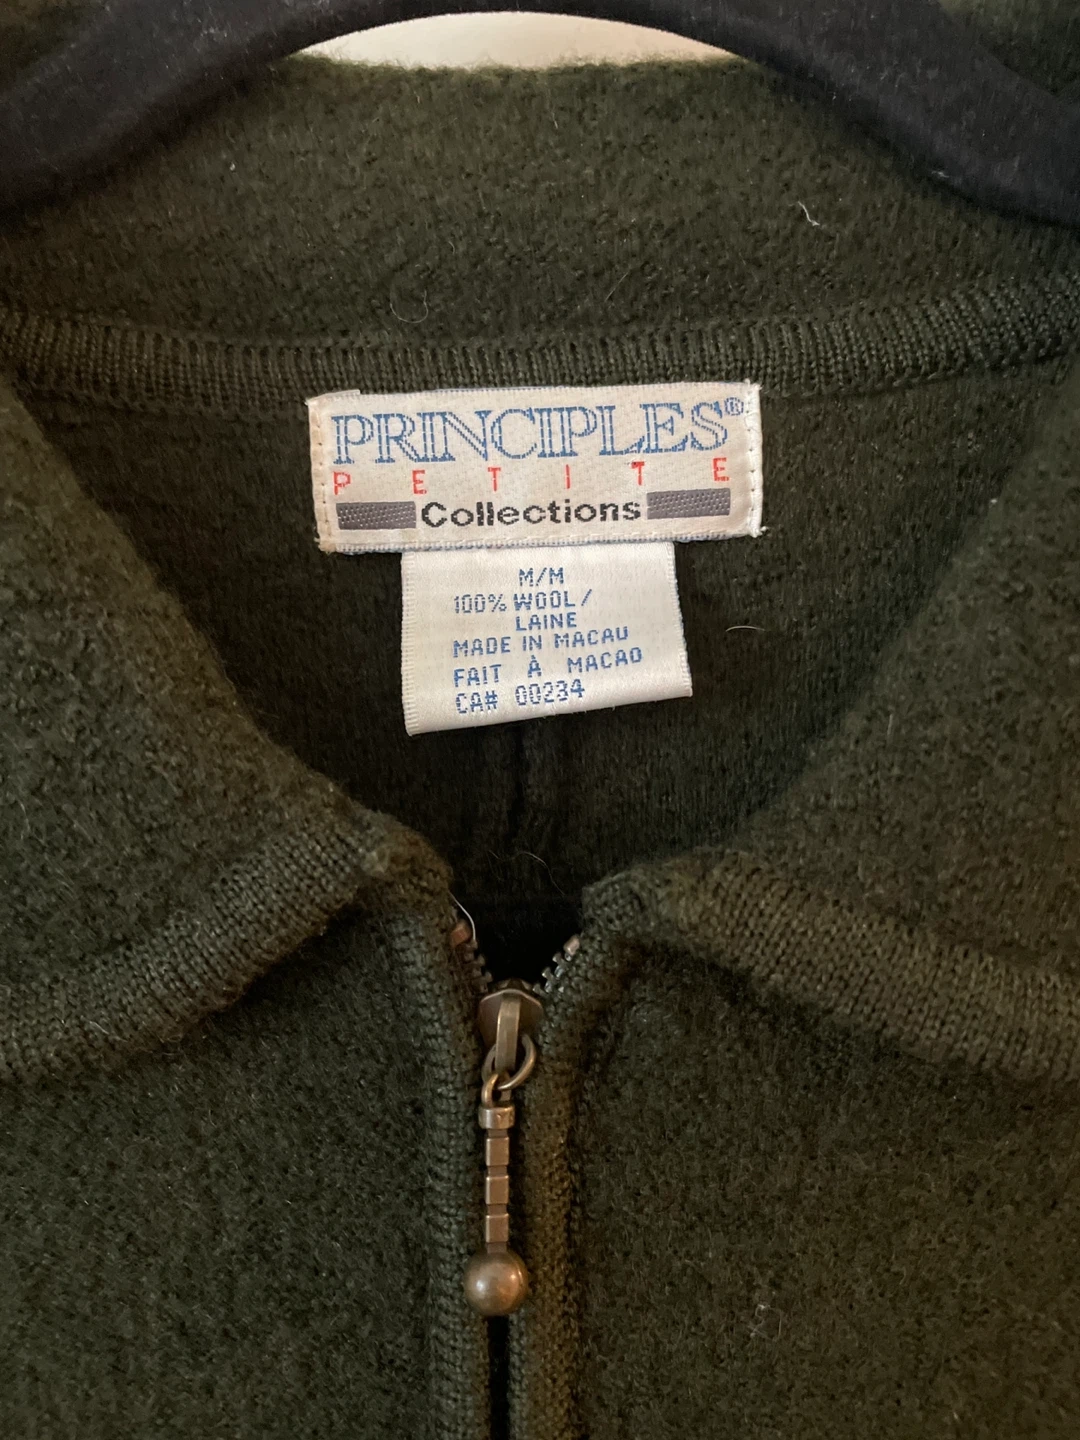 PRINCIPLES®
PETITE
Collections
M/M
100% WOOL/
LAINE
MADE IN MACAU
FAIT À MACAO
CA# 00234